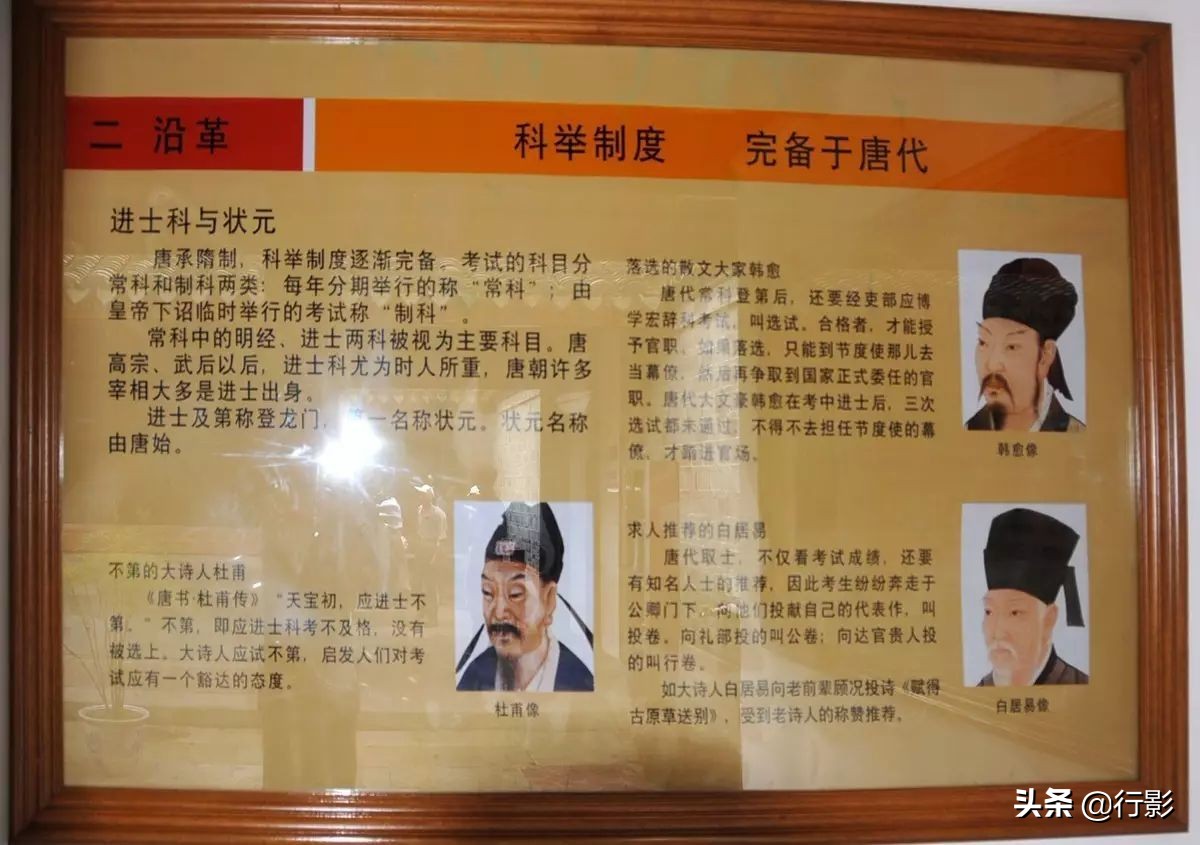 二 沿革
科举制度 完备于唐代
进士科与状元
唐承隋制，科举制度逐渐完备。考试的科目分
常科和制科两类：每年分期举行的称“常科”；由
皇帝下诏临时举行的考试称“制科”。
常科中的明经、进士两科被视为主要科目。唐
高宗、武后以后，进士科尤为时人所重，唐朝许多
宰相大多是进士出身。
进士及第称登龙门，第一名称状元。状元名称
由唐始。
不第的大诗人杜甫
《唐书·杜甫传》“天宝初，应进士不
第。”不第，即应进士科考不及格，没有
被选上。大诗人应试不第，启发人们对考
试应有一个豁达的态度。
杜甫像
落选的散文大家韩愈
唐代常科登第后，还要经吏部应博
学宏辞科考试，叫选试。合格者，才能授
予官职。如果落选，只能到节度使那儿去
当幕僚，然后再争取到国家正式委任的官
职。唐代大文豪韩愈在考中进士后，三次
选试都未通过，不得不去担任节度使的幕
僚，才踏进官场。
韩愈像
求人推荐的白居易
唐代取士，不仅看考试成绩，还要
有知名人士的推荐，因此考生纷纷奔走于
公卿门下，向他们投献自己的代表作，叫
投卷。向礼部投的叫公卷；向达官贵人投
的叫行卷。
如大诗人白居易向老前辈顾况投诗《赋得
古原草送别》，受到老诗人的称赞推荐。
白居易像
头条 @行影